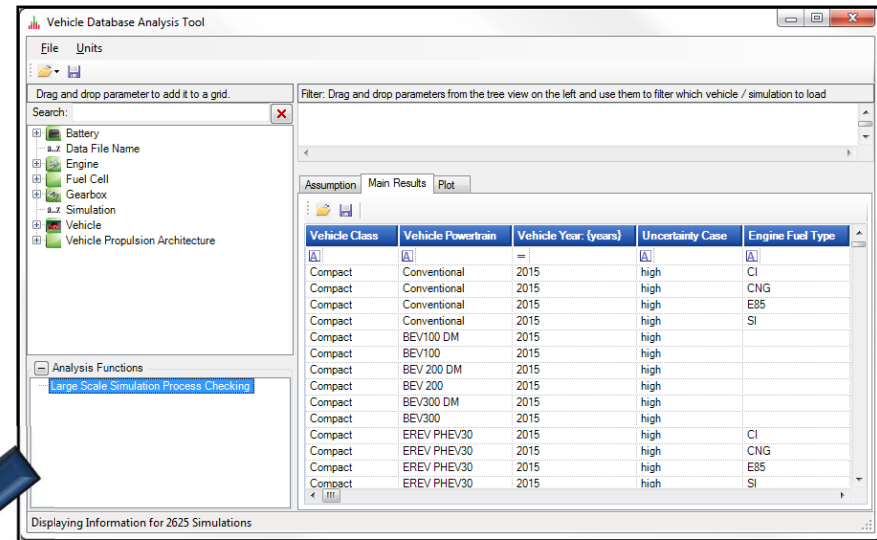 Vehicle Database Analysis Tool
File Units
Drag and drop parameter to add it to a grid.
Search:
Battery
a..z Data File Name
Engine
Fuel Cell
Gearbox
a..z Simulation
Vehicle
Vehicle Propulsion Architecture
Analysis Functions
Large Scale Simulation Process Checking
Filter: Drag and drop parameters from the tree view on the left and use them to filter which vehicle / simulation to load
Assumption Main Results Plot
Vehicle Class Vehicle Powertrain Vehicle Year: {years} Uncertainty Case Engine Fuel Type
A A = A A
Compact Conventional 2015 high CI
Compact Conventional 2015 high CNG
Compact Conventional 2015 high E85
Compact Conventional 2015 high SI
Compact BEV100 DM 2015 high
Compact BEV100 2015 high
Compact BEV 200 DM 2015 high
Compact BEV 200 2015 high
Compact BEV300 DM 2015 high
Compact BEV300 2015 high
Compact EREV PHEV30 2015 high CI
Compact EREV PHEV30 2015 high CNG
Compact EREV PHEV30 2015 high E85
Compact EREV PHEV30 2015 high SI
Displaying Information for 2625 Simulations